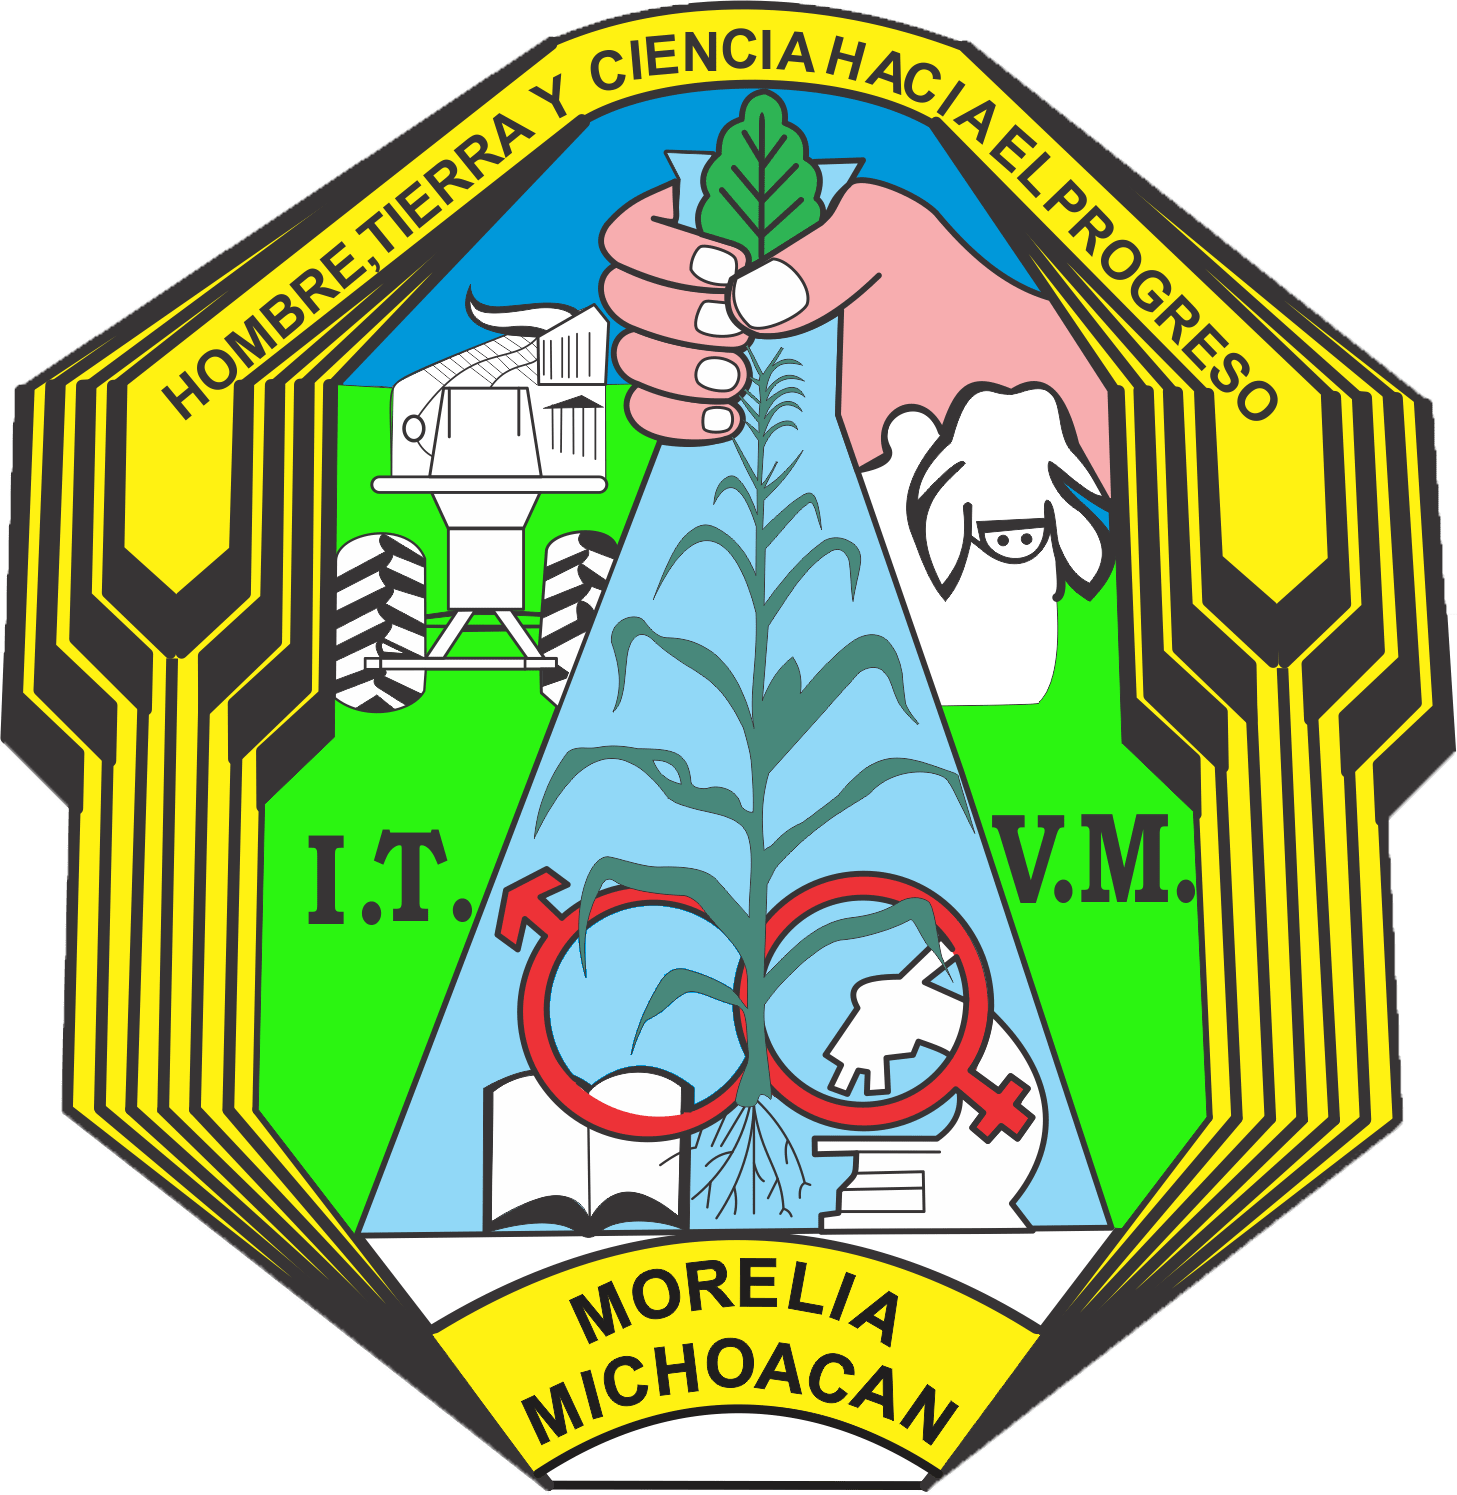 HOMBRE, TIERRA Y CIENCIA HACIA EL PROGRESO
I.T.
V.M.
MORELIA
MICHOACAN